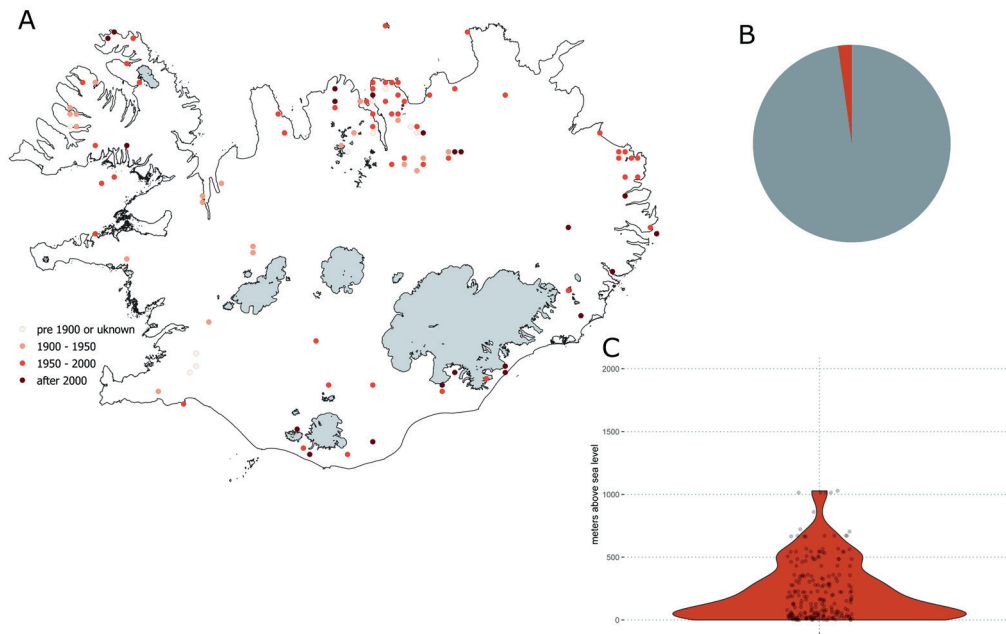 A
B
pre 1900 or uknown
1900 - 1950
1950 - 2000
after 2000
C
meters above sea level
2000
1500
1000
500
0